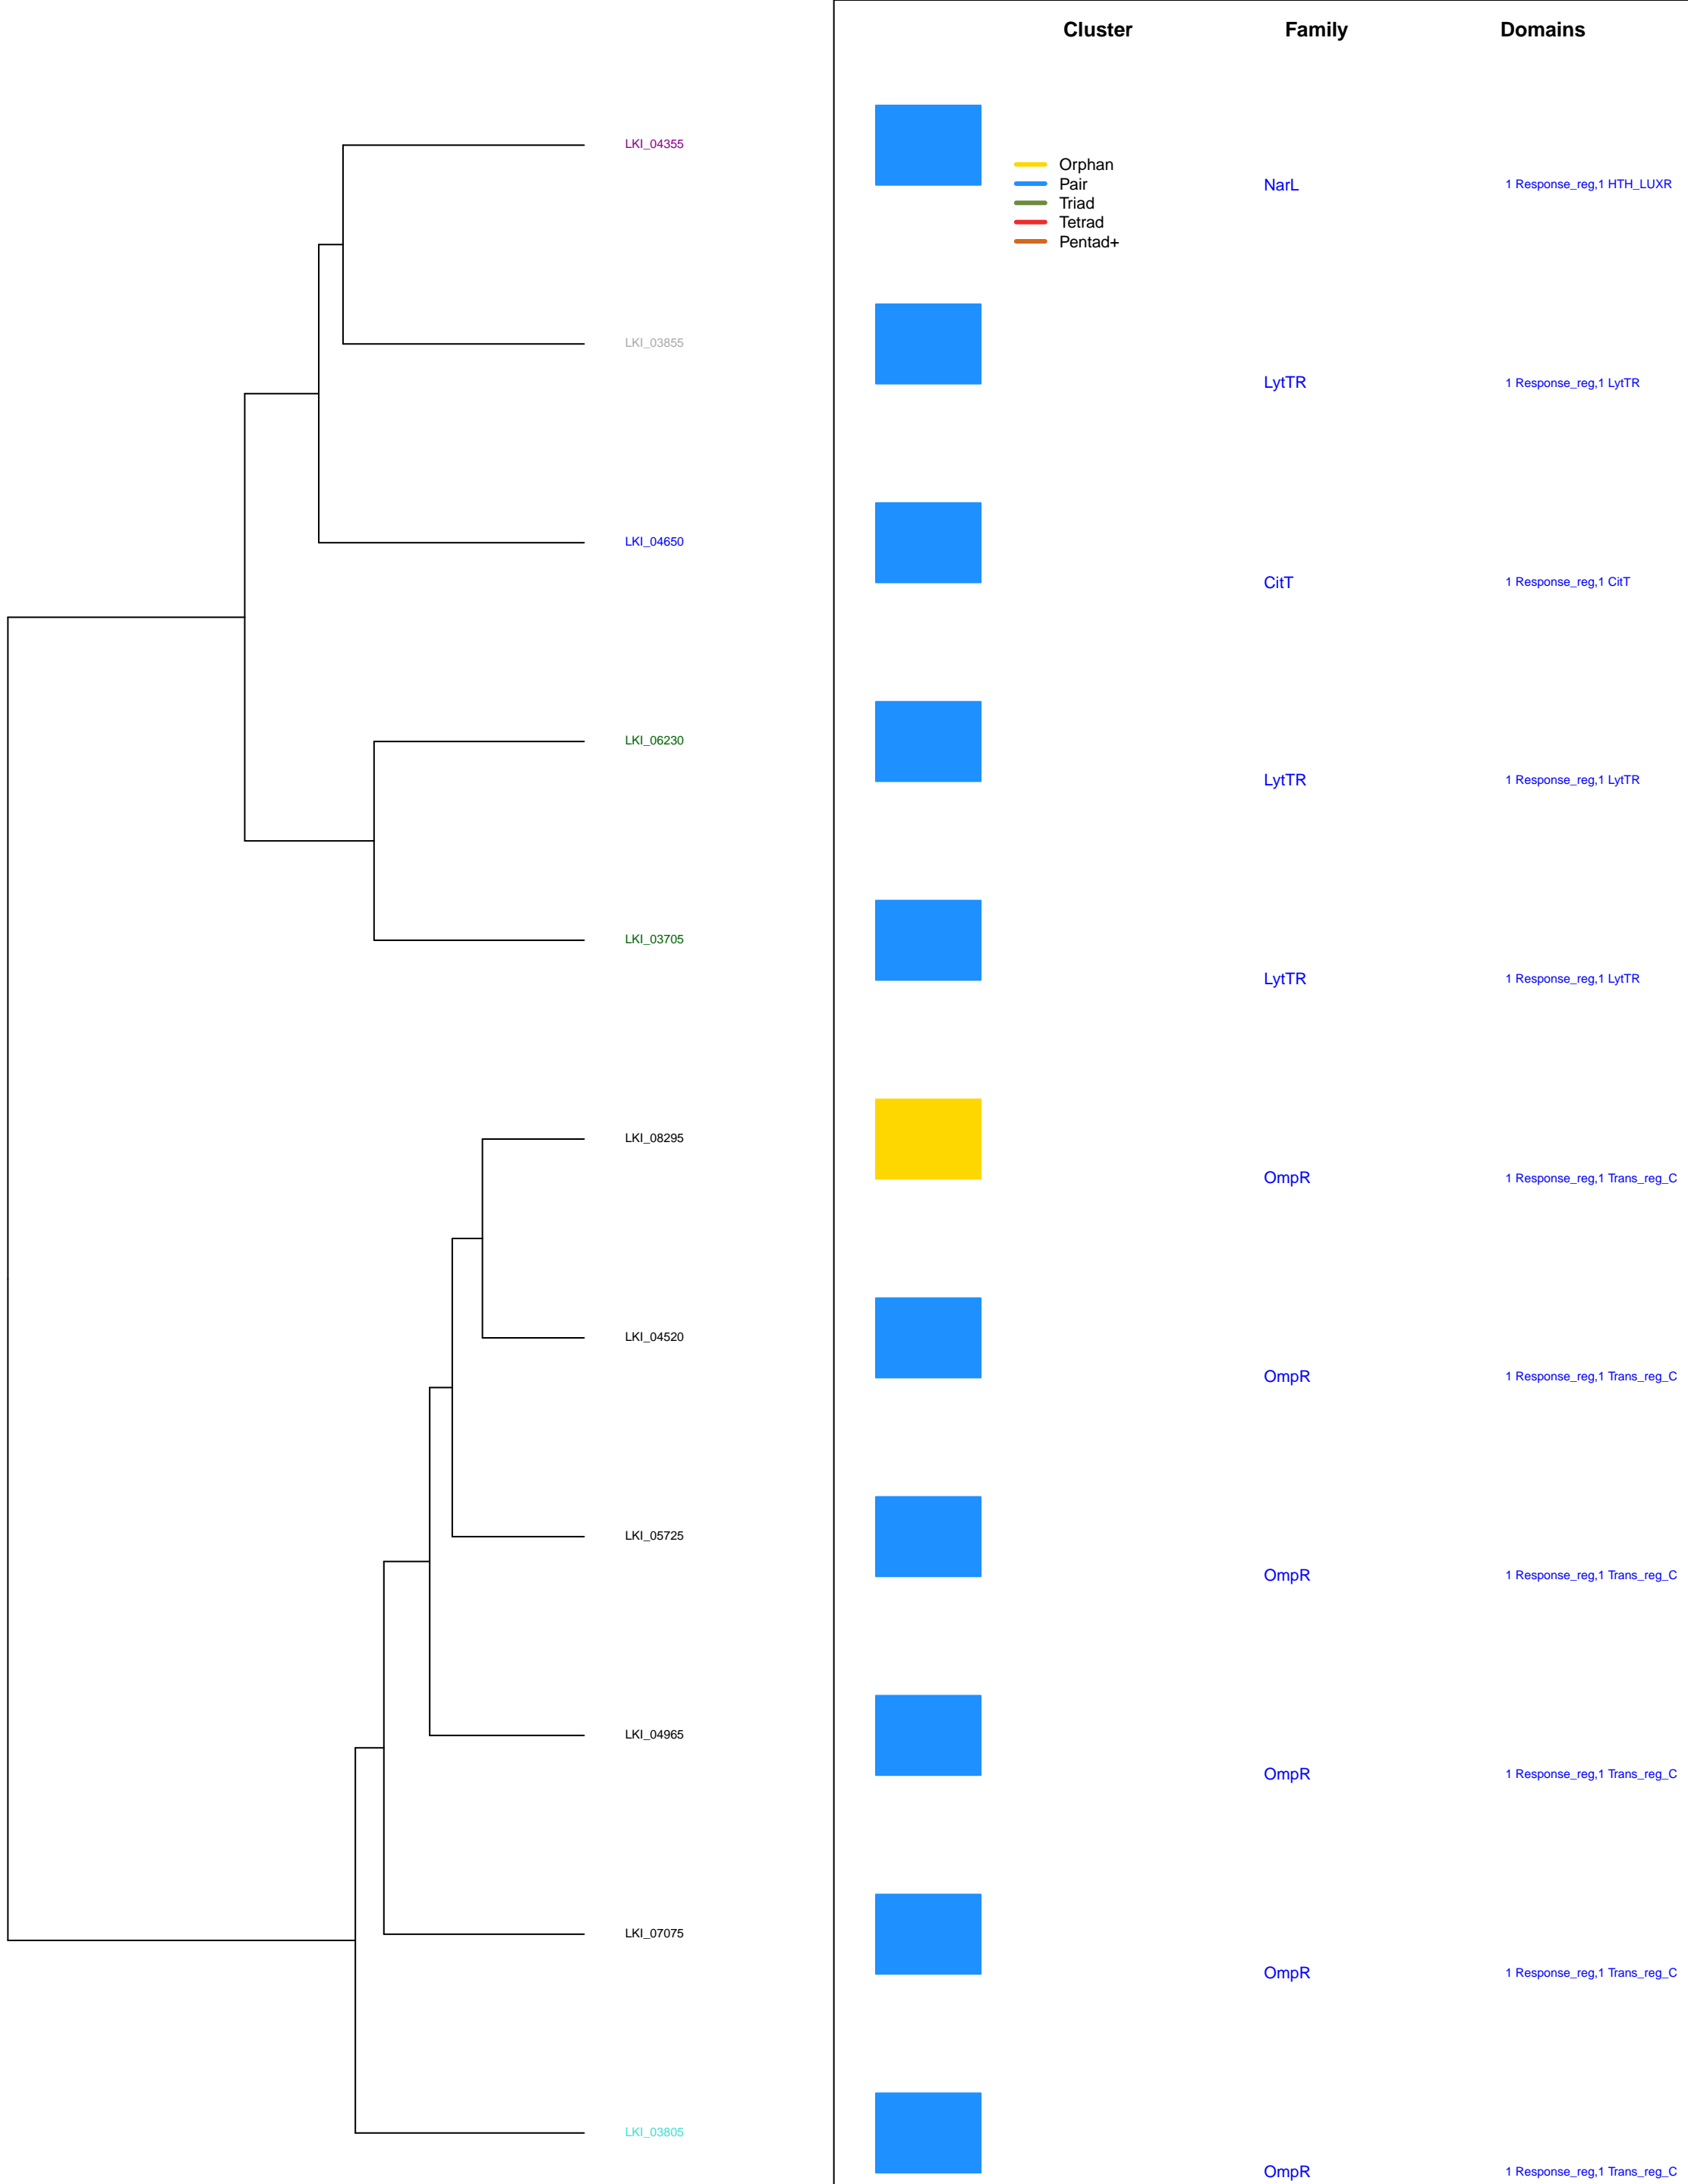 Cluster Family Domains
LKI_04355
Orphan
Pair
NarL 1 Response_reg,1 HTH_LUXR
Triad
Tetrad
Pentad+
LKI_03855
LytTR 1 Response_reg,1 LytTR
LKI_04650
CitT 1 Response_reg,1 CitT
LKI_06230
LytTR 1 Response_reg,1 LytTR
LKI_03705
LytTR 1 Response_reg,1 LytTR
LKI_08295
OmpR 1 Response_reg,1 Trans_reg_C
LKI_04520
OmpR 1 Response_reg,1 Trans_reg_C
LKI_05725
OmpR 1 Response_reg,1 Trans_reg_C
LKI_04965
OmpR 1 Response_reg,1 Trans_reg_C
LKI_07075
OmpR 1 Response_reg,1 Trans_reg_C
LKI_03805
OmpR 1 Response_reg,1 Trans_reg_C